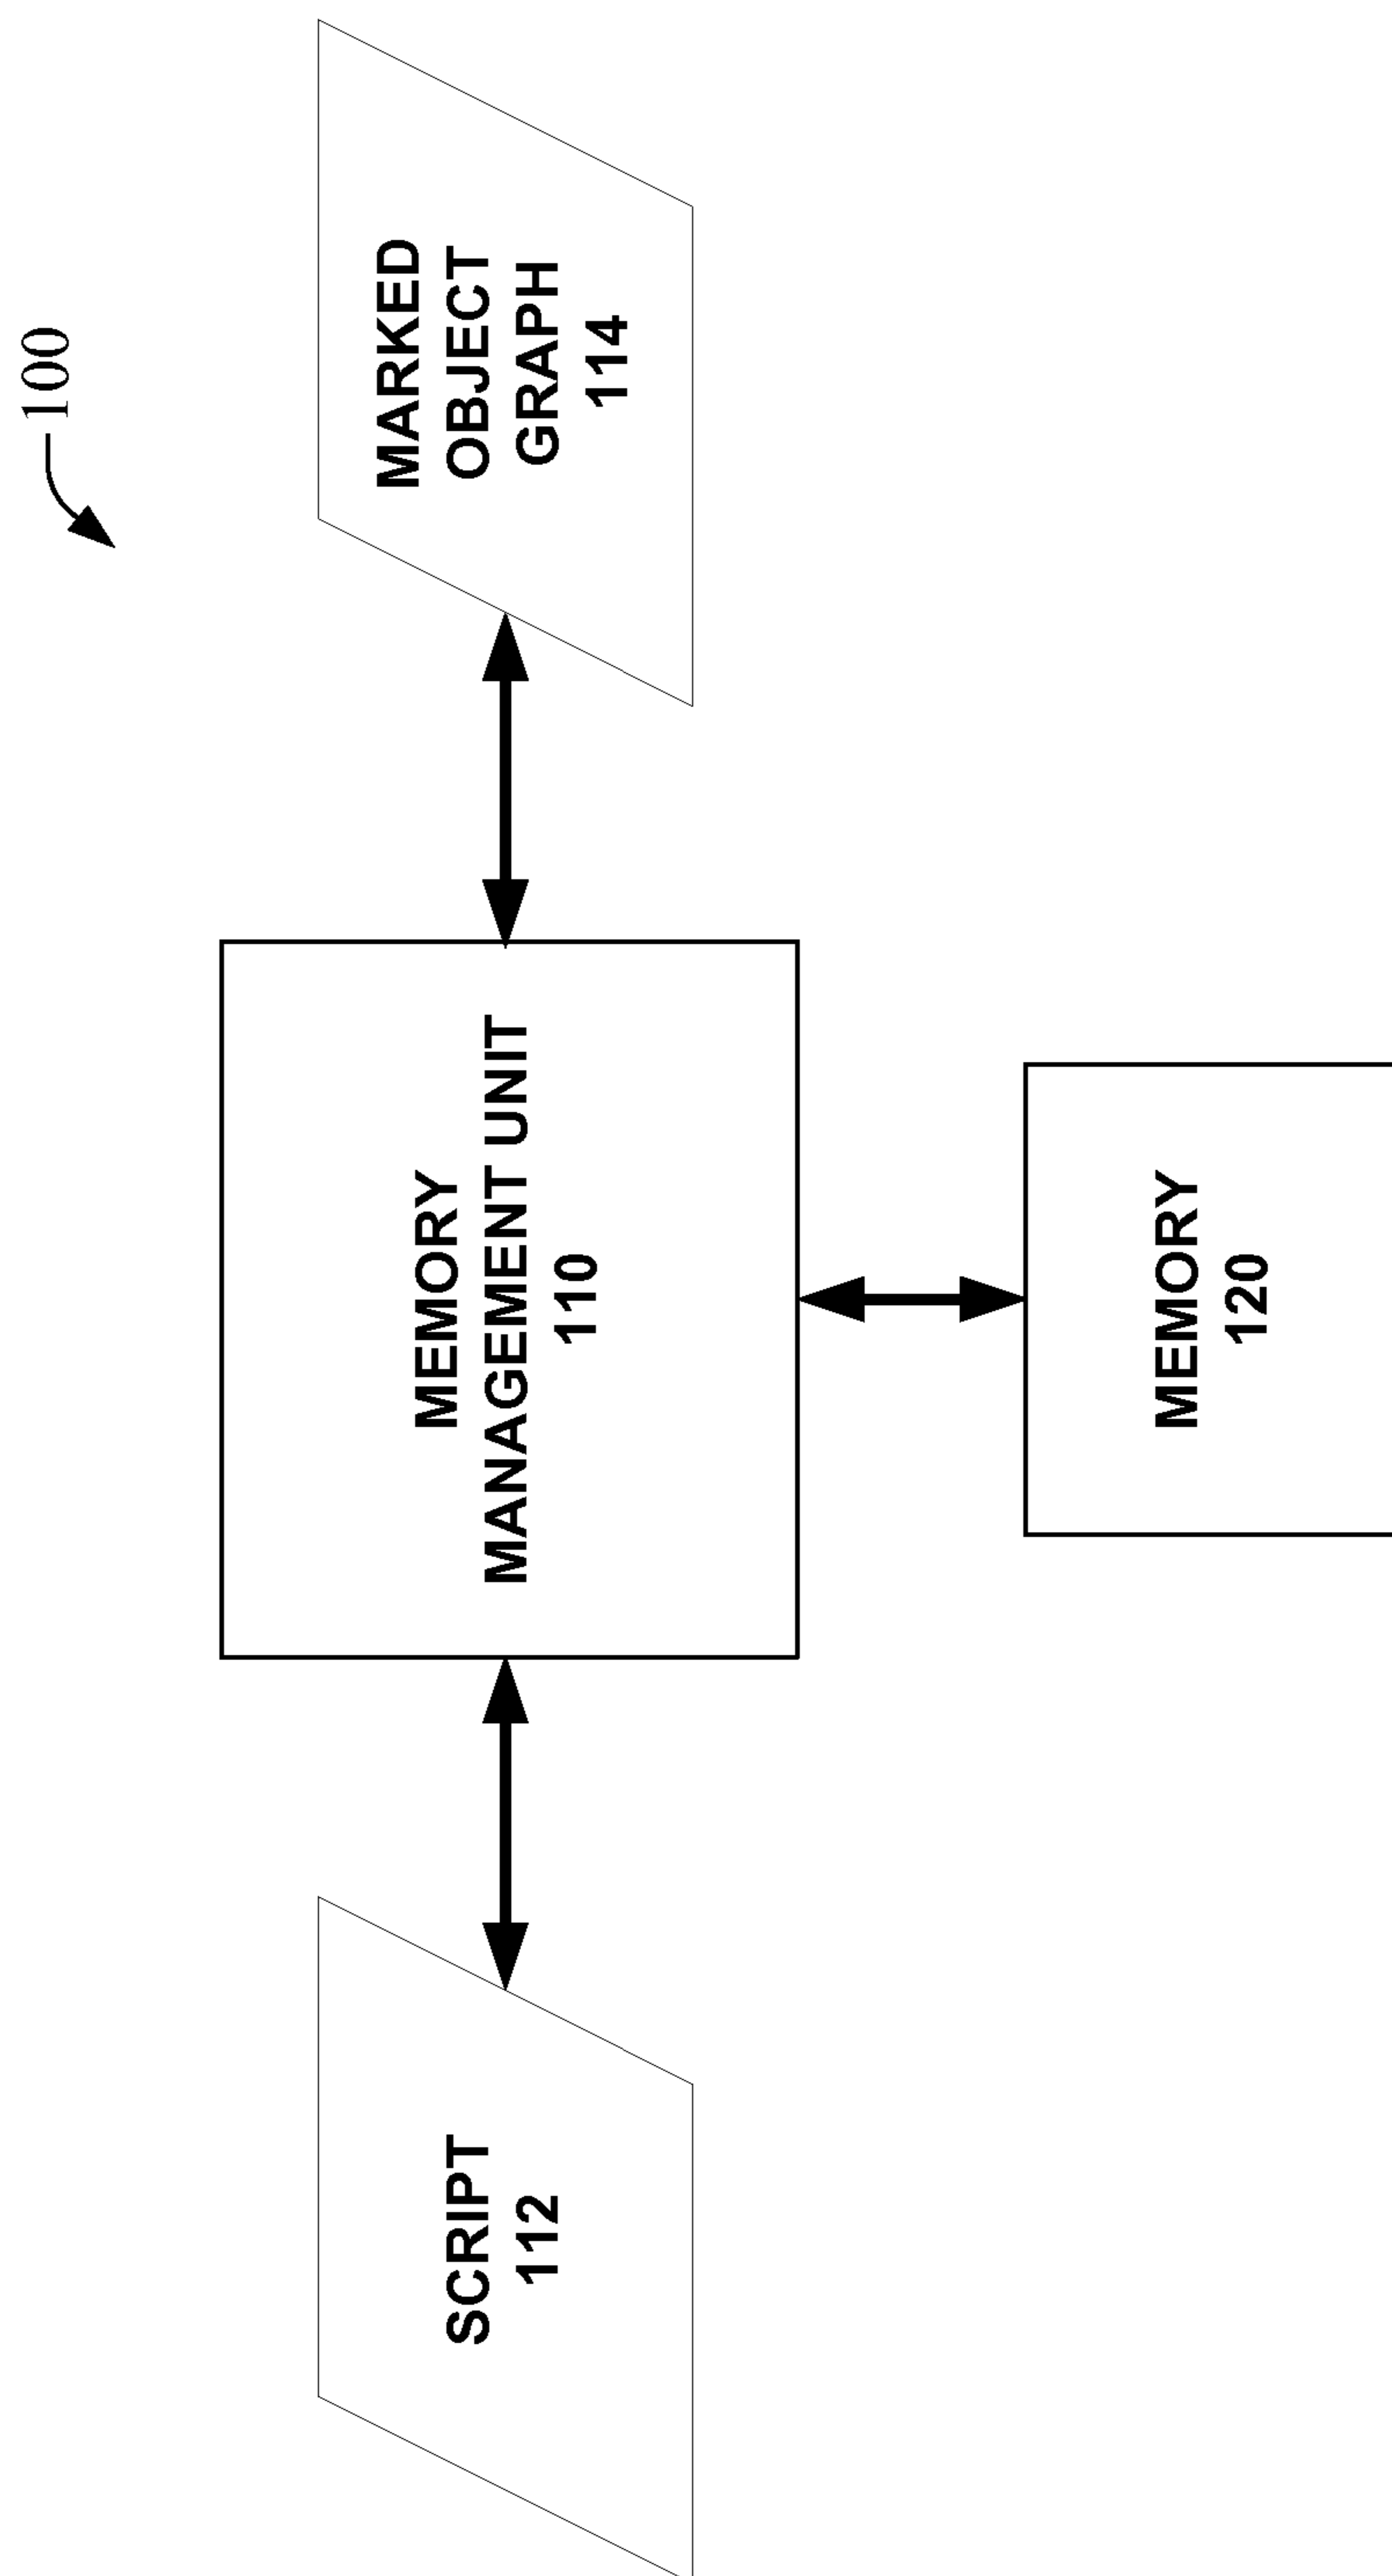 100
SCRIPT
112
MEMORY
MANAGEMENT UNIT
110
MARKED
OBJECT
GRAPH
114
MEMORY
120